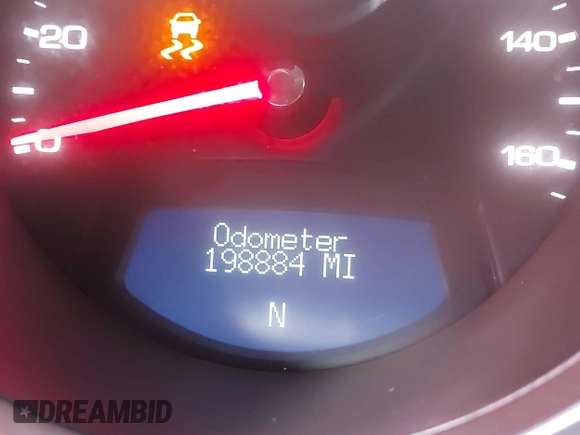 20
140
0
160
Odometer
198884 MI
N
DREAMBID